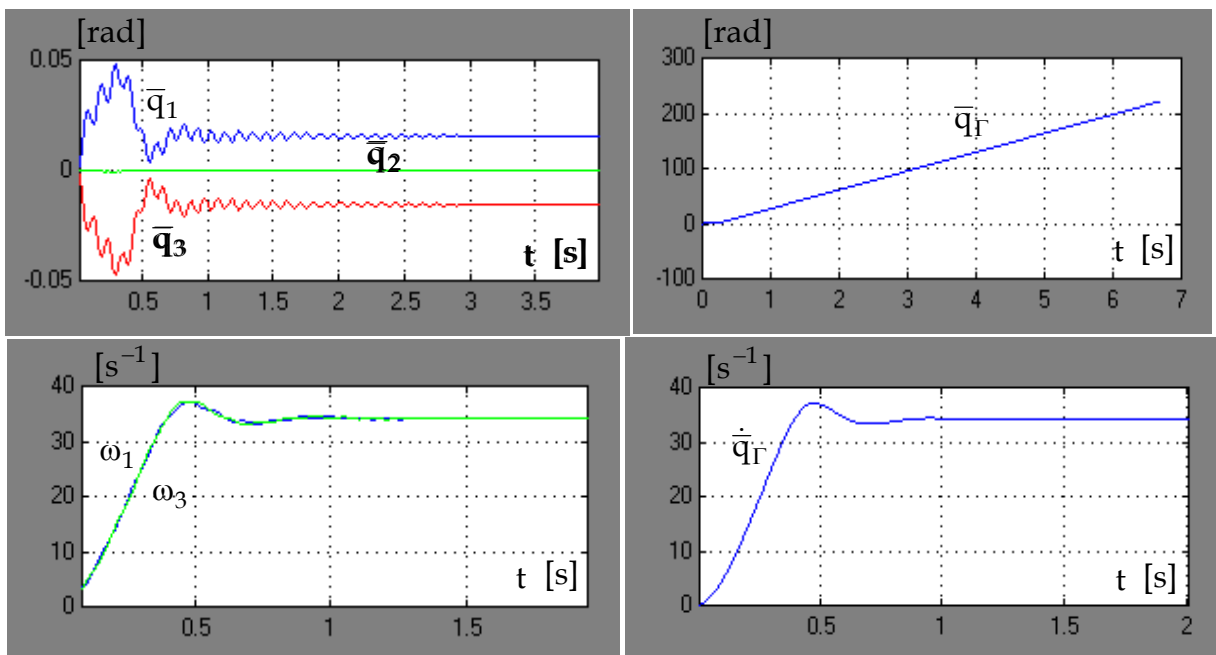 [rad]
0.05
0
-0.05
q̅₁
q̅₂
q̅₃
t [s]
0.5 1 1.5 2 2.5 3 3.5
[rad]
300
200
100
0
-100
q̅_Γ
t [s]
0 1 2 3 4 5 6 7
[s⁻¹]
40
30
20
10
0
ω₁
ω₃
t [s]
0.5 1 1.5
[s⁻¹]
40
30
20
10
0
q̅̇_Γ
t [s]
0.5 1 1.5 2